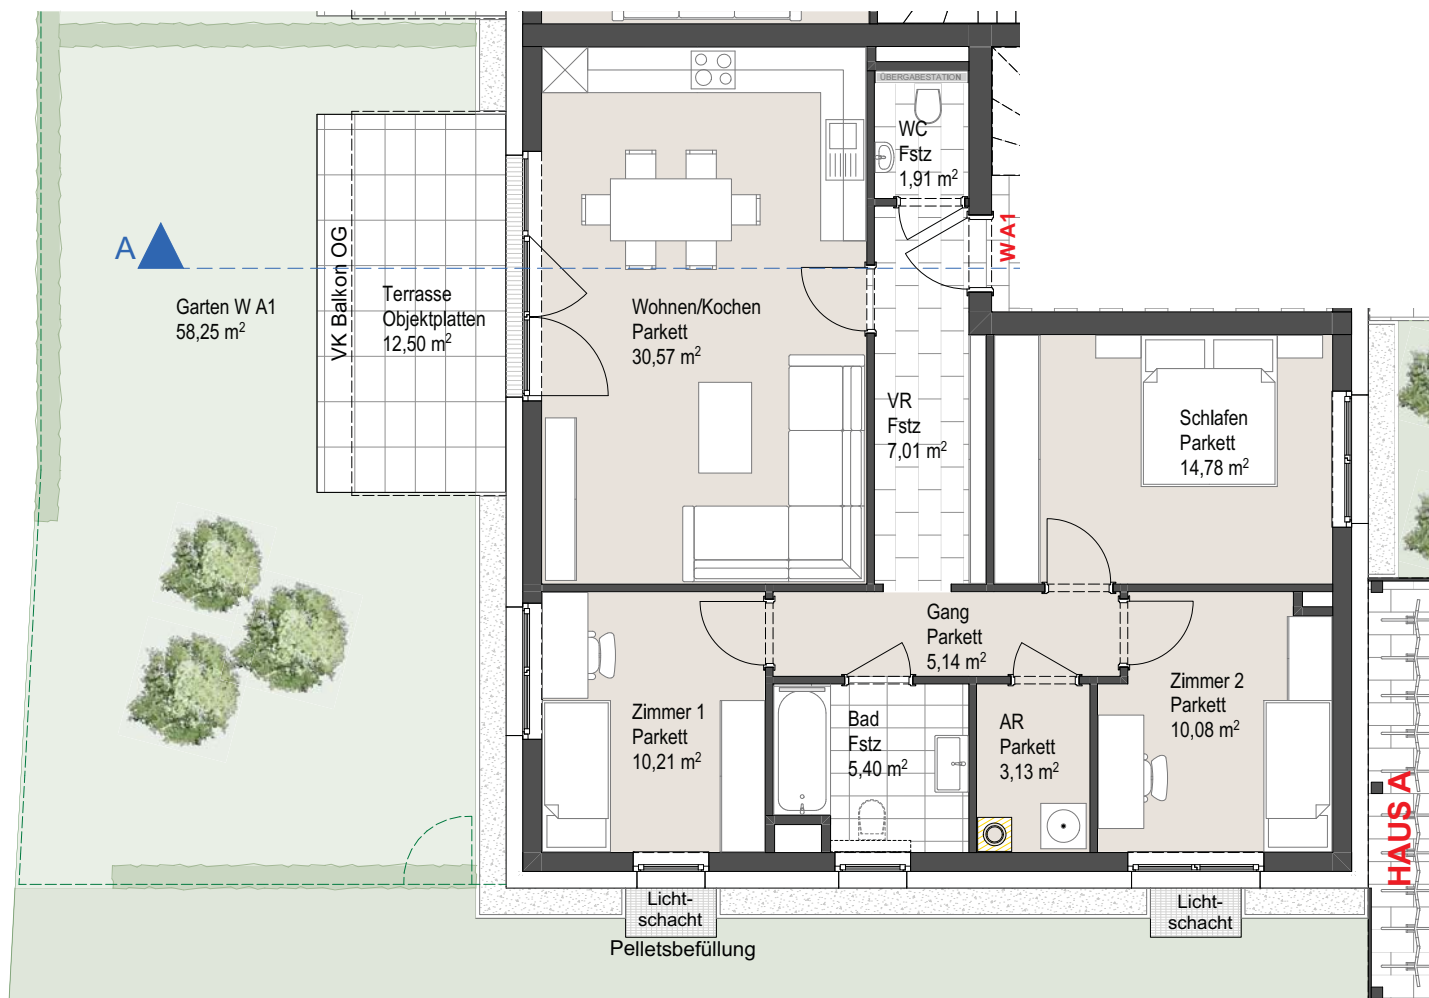 ÜBERGABESTATION
WC
Fstz
1,91 m²
W A1
A
VK Balkon OG
Garten W A1
58,25 m²
Terrasse
Objektplatten
12,50 m²
Wohnen/Kochen
Parkett
30,57 m²
VR
Fstz
7,01 m²
Schlafen
Parkett
14,78 m²
Gang
Parkett
5,14 m²
Zimmer 1
Parkett
10,21 m²
Bad
Fstz
5,40 m²
AR
Parkett
3,13 m²
Zimmer 2
Parkett
10,08 m²
HAUS A
Licht-
schacht
Pelletsbefüllung
Licht-
schacht